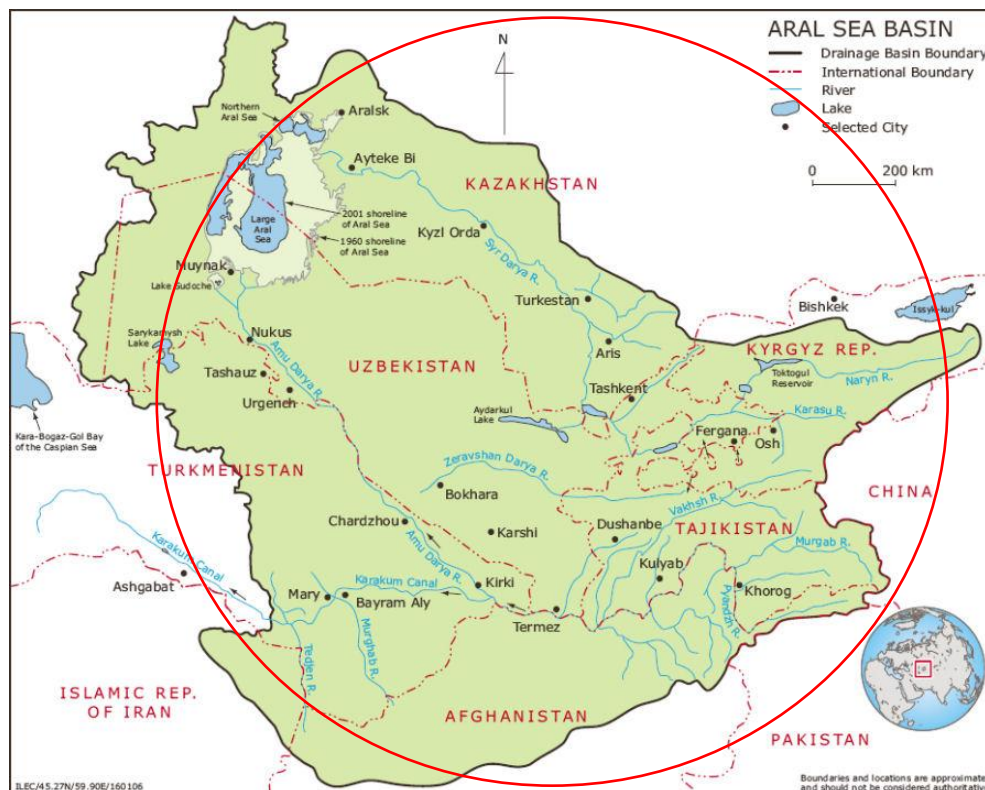 ARAL SEA BASIN
Drainage Basin Boundary
International Boundary
River
Lake
Selected City
N
0
200 km
Northern
Aral Sea
Aralsk
Ayteke Bi
KAZAKHSTAN
2001 shoreline
of Aral Sea
Large
Aral
Sea
1960 shoreline
of Aral Sea
Kyzl Orda
Syr Darya R.
Muynak
Lake Sudoche
Turkestan
Bishkek
Issyk-kul
Sarykamysh
Lake
Nukus
Amu Darya R.
Aris
KYRGYZ REP.
Toktogul
Reservoir
Naryn R.
UZBEKISTAN
Tashauz
Urgench
Tashkent
Aydarkul
Lake
Karasu R.
Fergana
Osh
Kara-Bogaz-Gol Bay
of the Caspian Sea
TURKMENISTAN
Zeravshan Darya R.
Bokhara
CHINA
Vakhsh R.
Chardzhou
Karshi
Dushanbe
TAJIKISTAN
Murgab R.
Karakum Canal
Ashgabat
Amu Darya R.
Kulyab
Karakum Canal
Kirki
Khorog
Mary
Bayram Aly
Termez
Pyandzh R.
Murghab R.
Tedjen R.
ISLAMIC REP.
OF IRAN
AFGHANISTAN
PAKISTAN
ILEC/45.27N/59.90E/160106
Boundaries and locations are approximate
and should not be considered authoritative